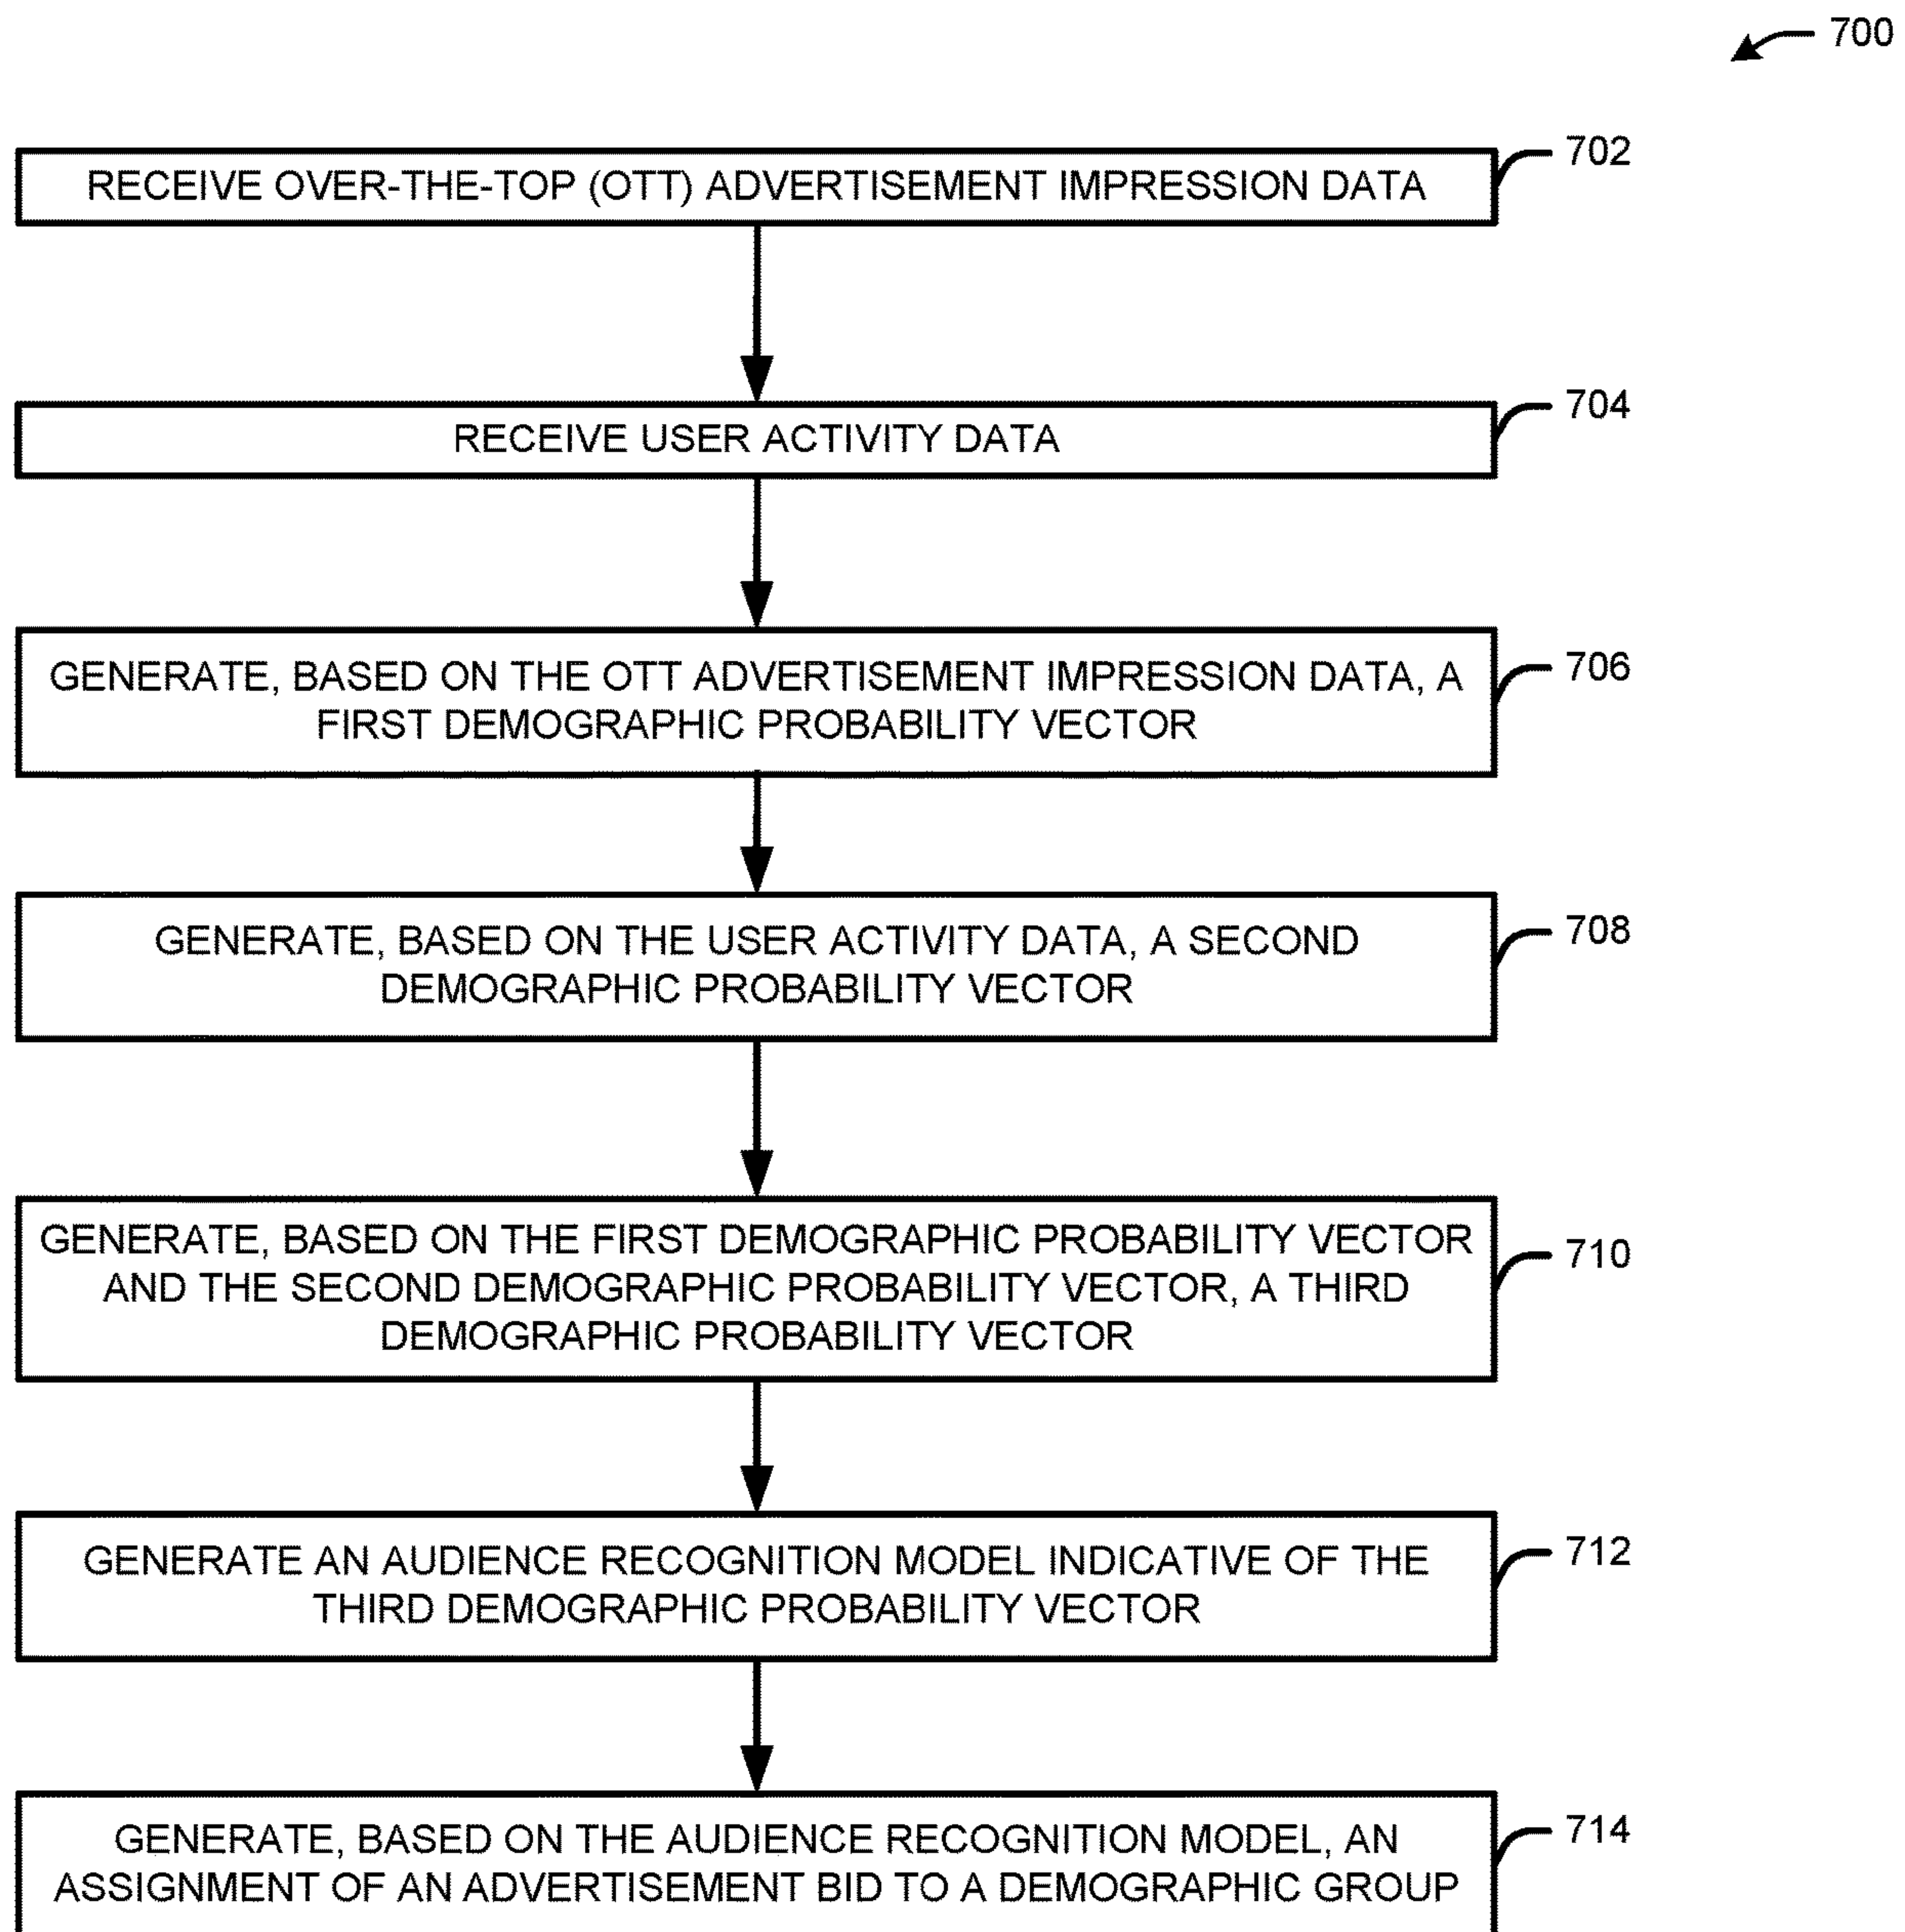 700
702
RECEIVE OVER-THE-TOP (OTT) ADVERTISEMENT IMPRESSION DATA
704
RECEIVE USER ACTIVITY DATA
706
GENERATE, BASED ON THE OTT ADVERTISEMENT IMPRESSION DATA, A
FIRST DEMOGRAPHIC PROBABILITY VECTOR
708
GENERATE, BASED ON THE USER ACTIVITY DATA, A SECOND
DEMOGRAPHIC PROBABILITY VECTOR
710
GENERATE, BASED ON THE FIRST DEMOGRAPHIC PROBABILITY VECTOR
AND THE SECOND DEMOGRAPHIC PROBABILITY VECTOR, A THIRD
DEMOGRAPHIC PROBABILITY VECTOR
712
GENERATE AN AUDIENCE RECOGNITION MODEL INDICATIVE OF THE
THIRD DEMOGRAPHIC PROBABILITY VECTOR
714
GENERATE, BASED ON THE AUDIENCE RECOGNITION MODEL, AN
ASSIGNMENT OF AN ADVERTISEMENT BID TO A DEMOGRAPHIC GROUP